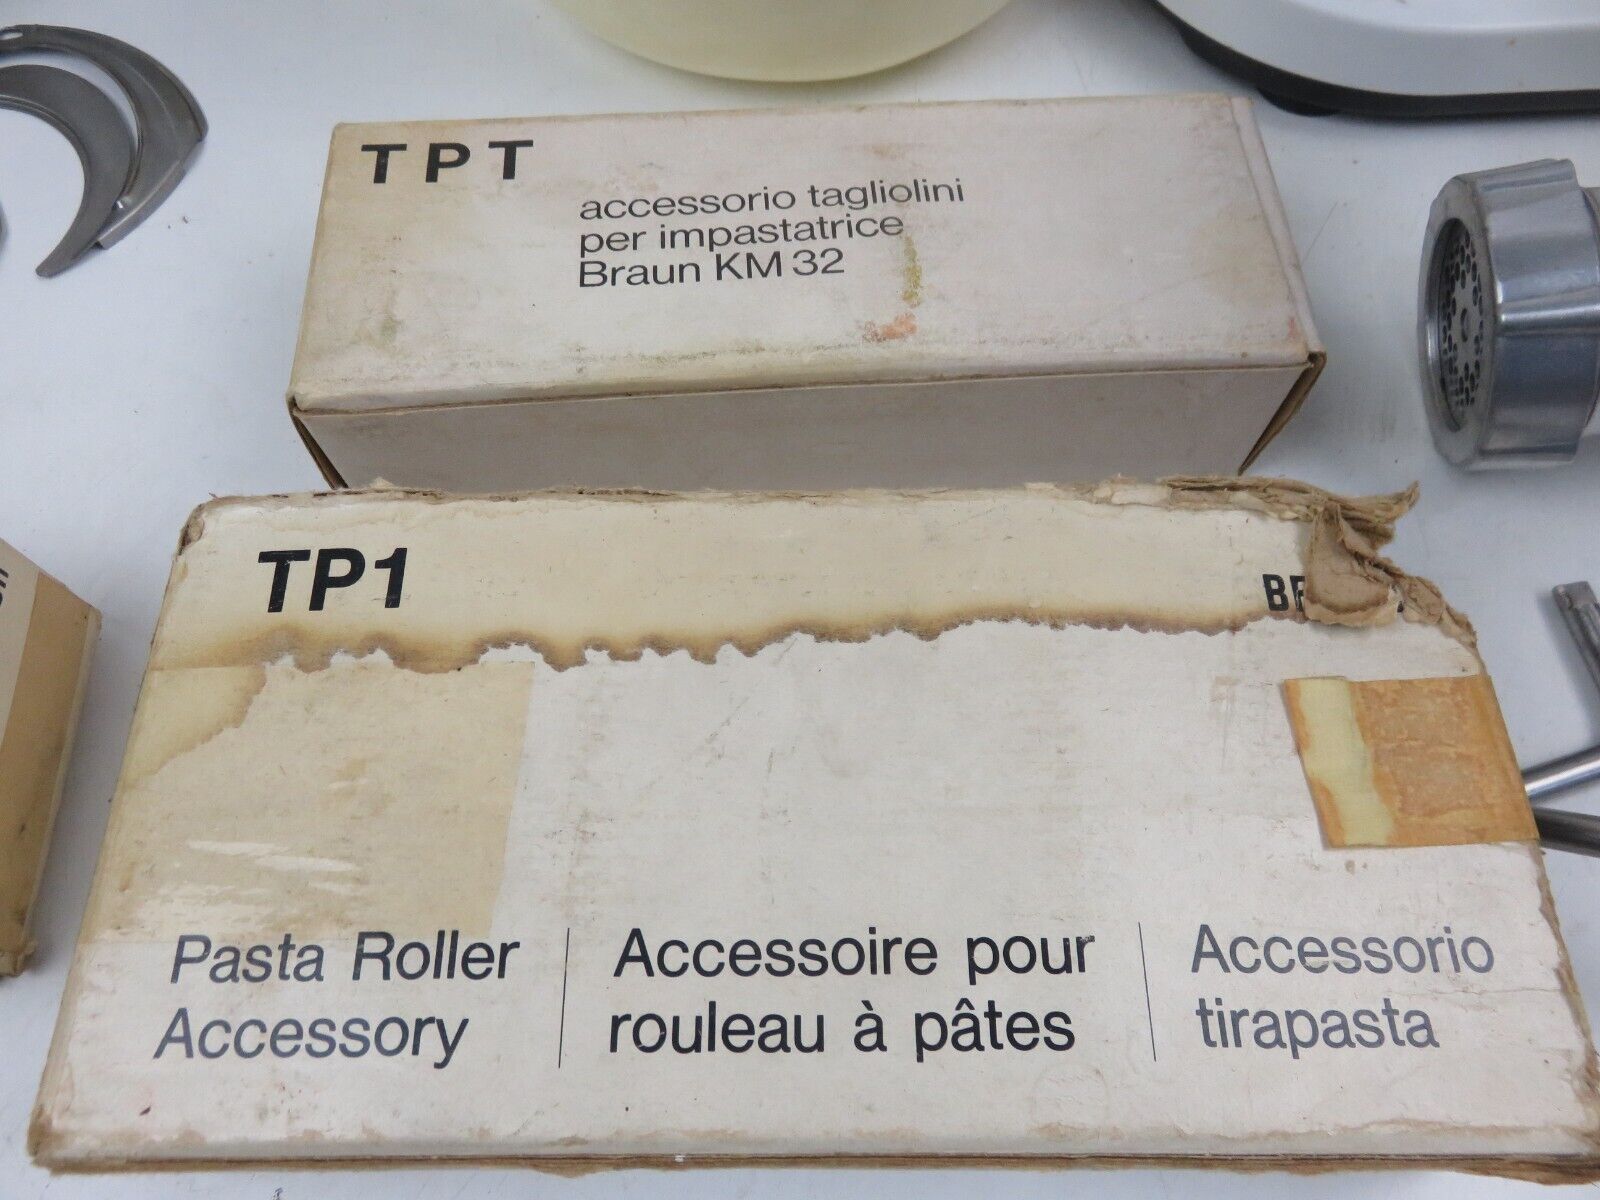 TPT
accessorio tagliolini
per impastatrice
Braun KM 32
TP1
Pasta Roller
Accessory
Accessoire pour
rouleau à pâtes
Accessorio
tirapasta